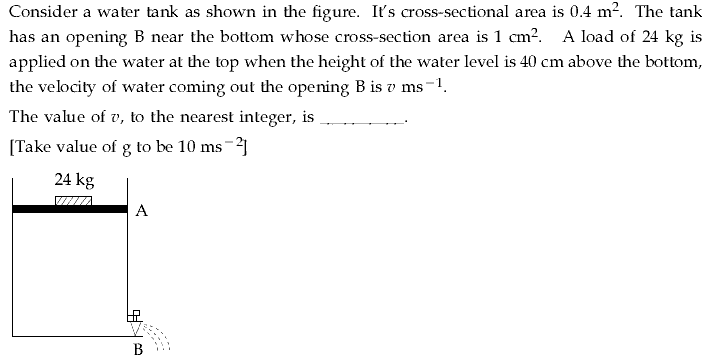 Consider a water tank as shown in the figure. It's cross-sectional area is 0.4 m². The tank
has an opening B near the bottom whose cross-section area is 1 cm². A load of 24 kg is
applied on the water at the top when the height of the water level is 40 cm above the bottom,
the velocity of water coming out the opening B is v ms⁻¹.
The value of v, to the nearest integer, is __________.
[Take value of g to be 10 ms⁻²]
24 kg
A
B